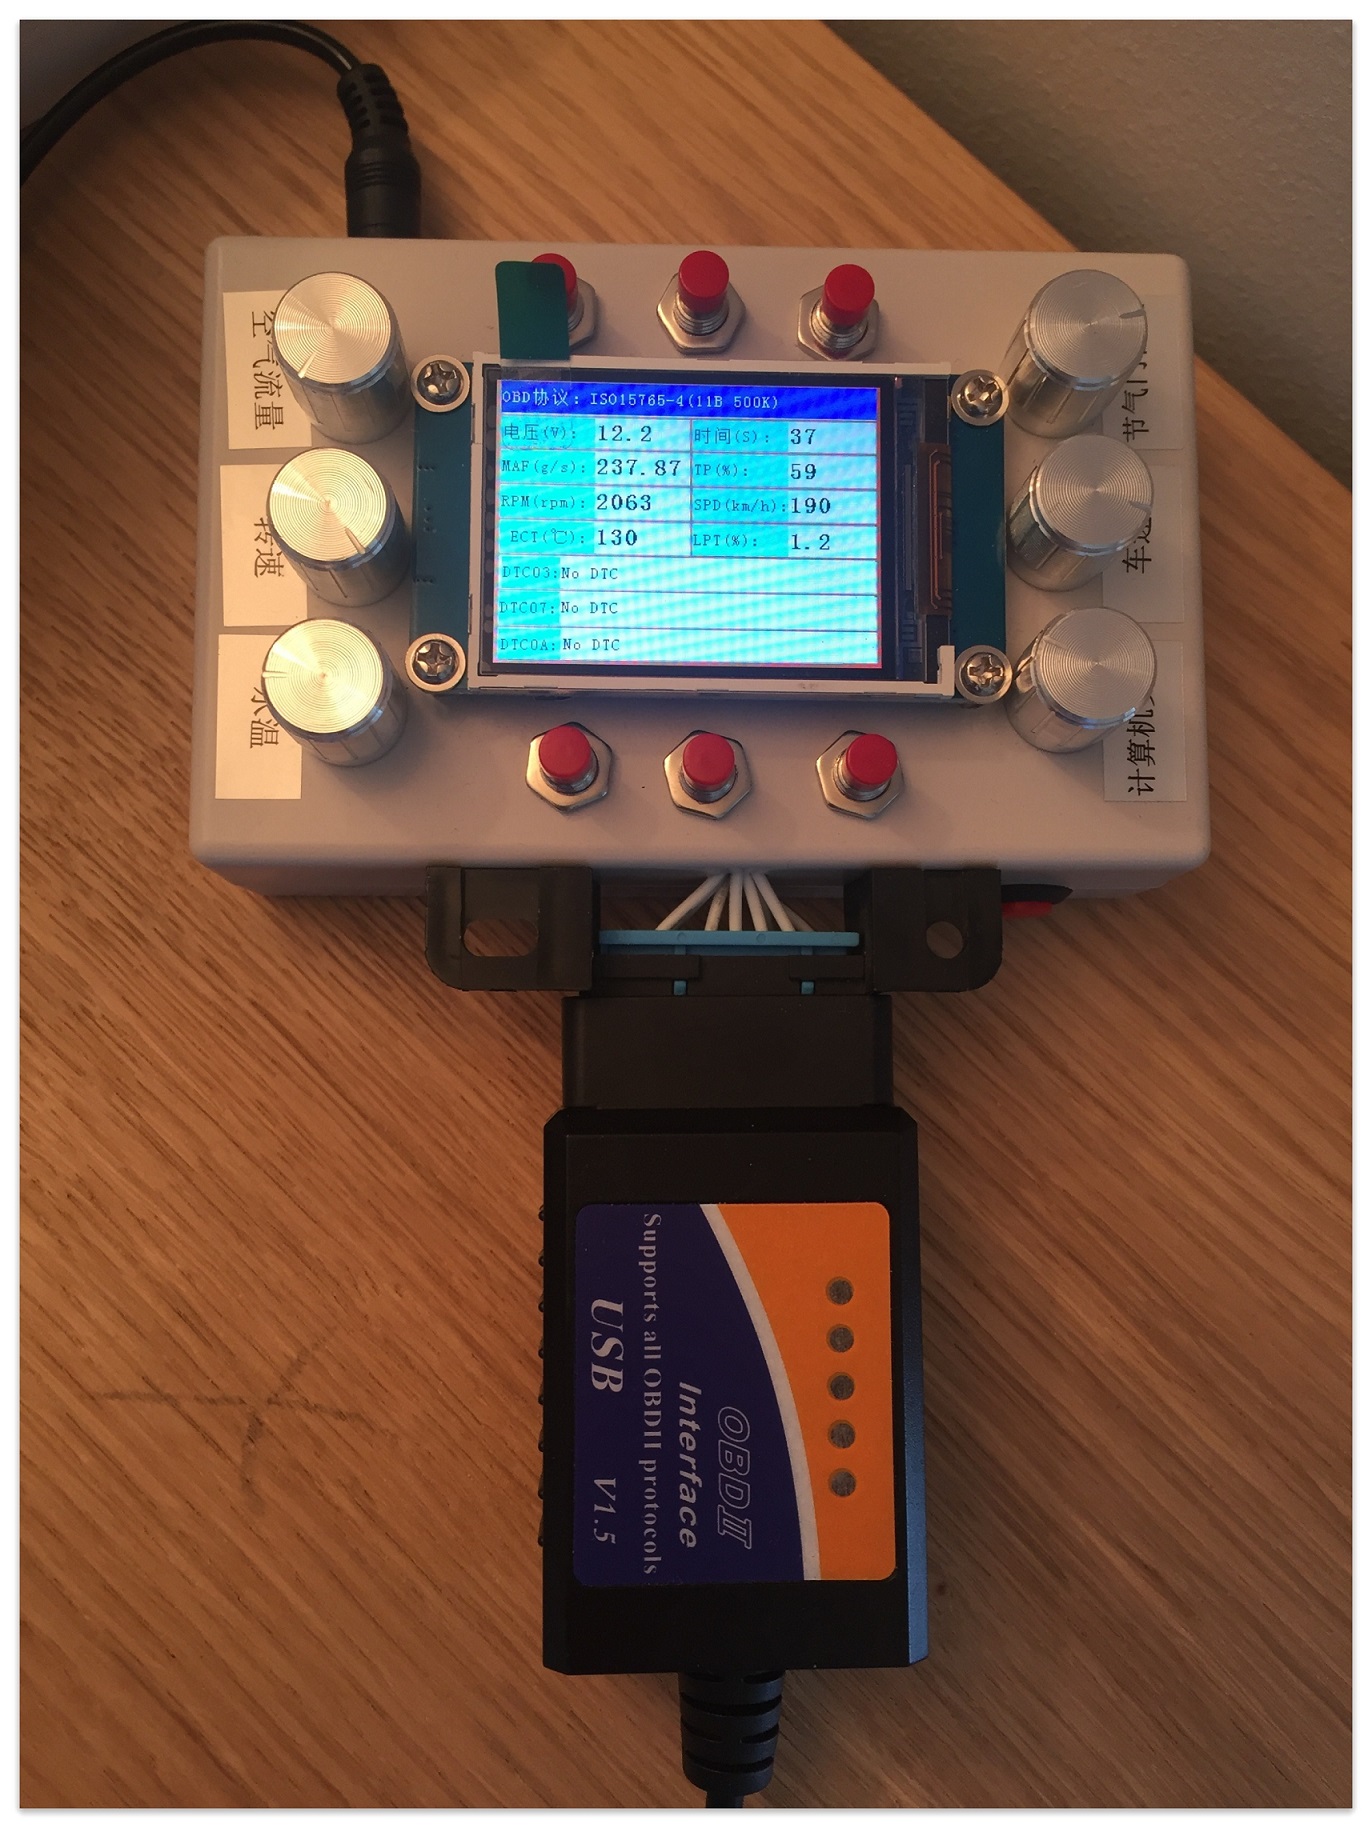 空气流量
转速
水温
节气门
车速
计算机
OBD协议: ISO15765-4(11B 500K)
电压(V): 12.2 时间(S): 37
MAF(g/s): 237.87 TP(%): 59
RPM(rpm): 2063 SPD(km/h): 190
ECT(℃): 130 LPT(%): 1.2
DTC03:No DTC
DTC07:No DTC
DTC0A:No DTC
OBDII
Interface
Supports all OBDII protocols
USB V1.5